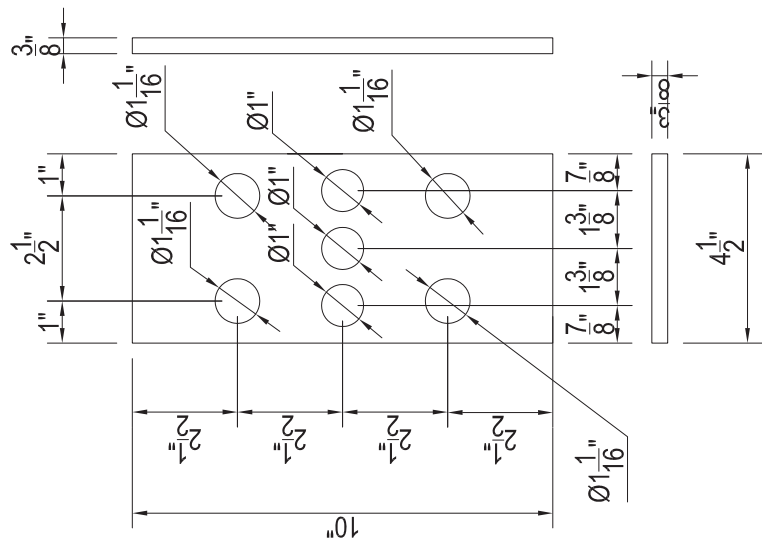 3/8"
Ø1 1/16"
Ø1"
Ø1 1/16"
1"
2 1/2"
1"
Ø1 1/16"
Ø1"
Ø1"
7/8"
1 3/8"
1 3/8"
7/8"
3/8"
4 1/2"
2 1/2"
2 1/2"
2 1/2"
2 1/2"
Ø1 1/16"
10"